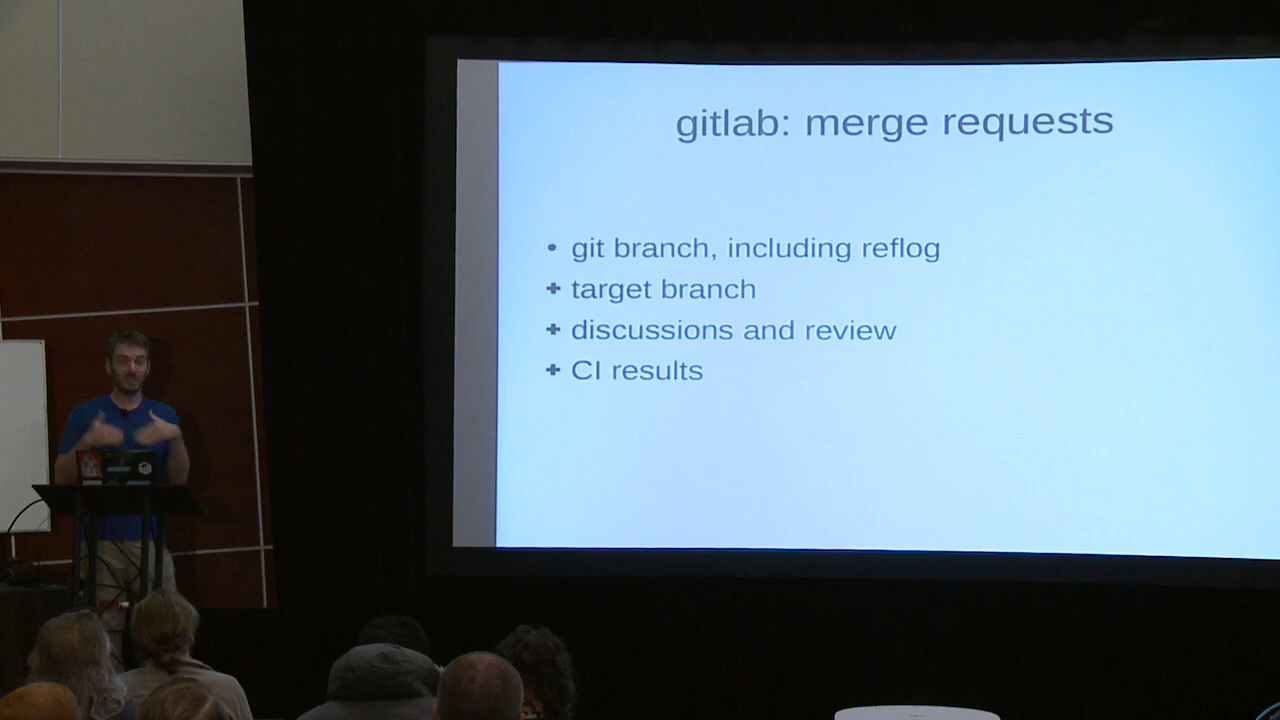 gitlab: merge requests
• git branch, including reflog
+ target branch
+ discussions and review
+ CI results